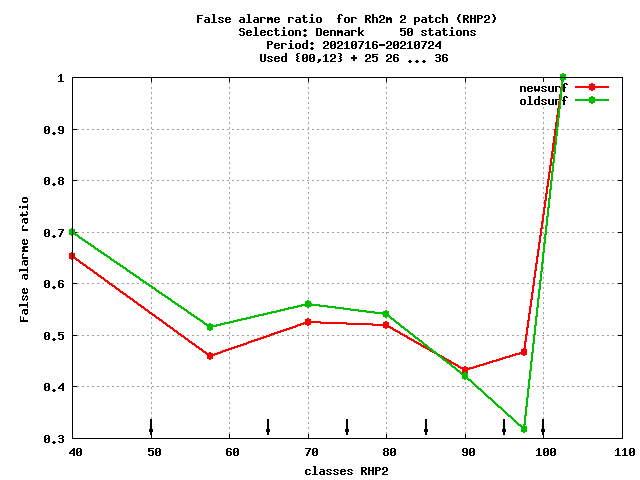 False alarme ratio  for Rh2m 2 patch (RHP2)
Selection: Denmark     50 stations
Period: 20210716-20210724
Used {00,12} + 25 26 ... 36
newsurf
oldsurf
1
0.9
0.8
0.7
0.6
0.5
0.4
0.3
False alarme ratio
40 50 60 70 80 90 100 110
classes RHP2